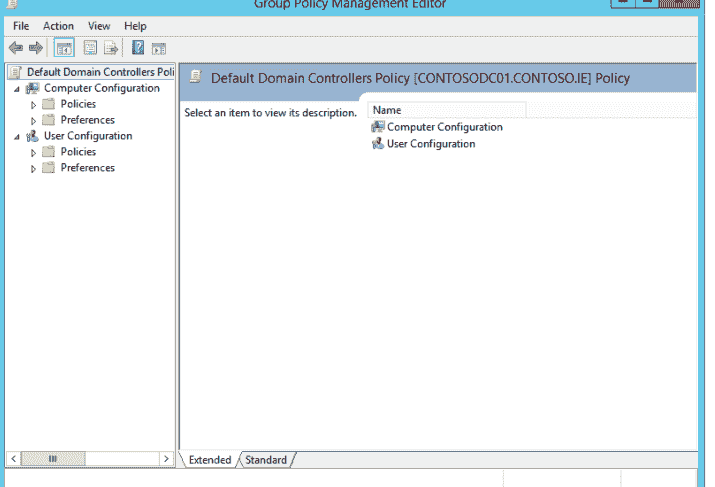 Group Policy Management Editor
File Action View Help
Default Domain Controllers Poli
Computer Configuration
Policies
Preferences
User Configuration
Policies
Preferences
Default Domain Controllers Policy [CONTOSODC01.CONTOSO.IE] Policy
Select an item to view its description.
Name
Computer Configuration
User Configuration
Extended Standard